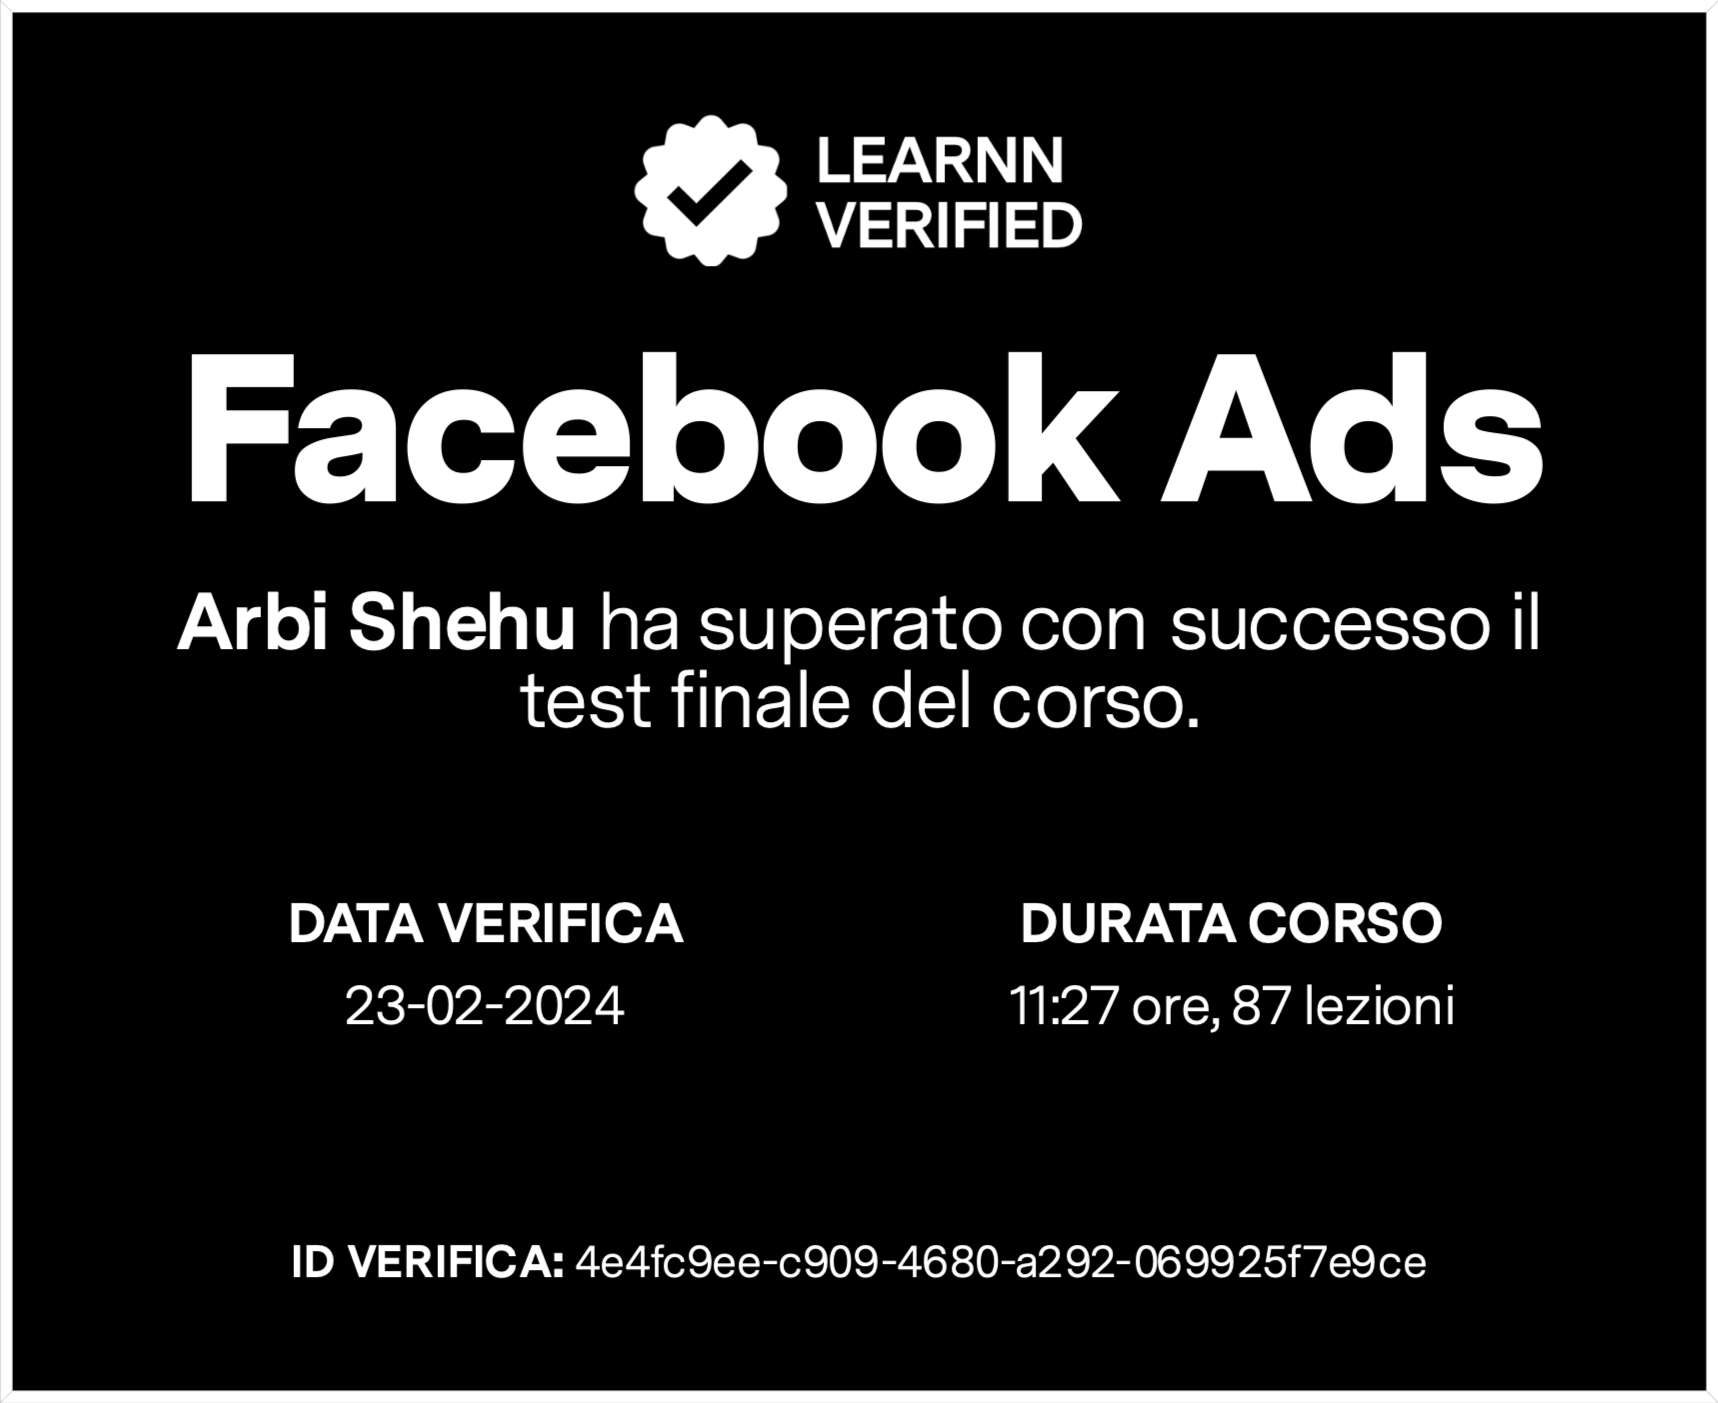 LEARNN
VERIFIED
Facebook Ads
Arbi Shehu ha superato con successo il
test finale del corso.
DATA VERIFICA
23-02-2024
DURATA CORSO
11:27 ore, 87 lezioni
ID VERIFICA: 4e4fc9ee-c909-4680-a292-069925f7e9ce